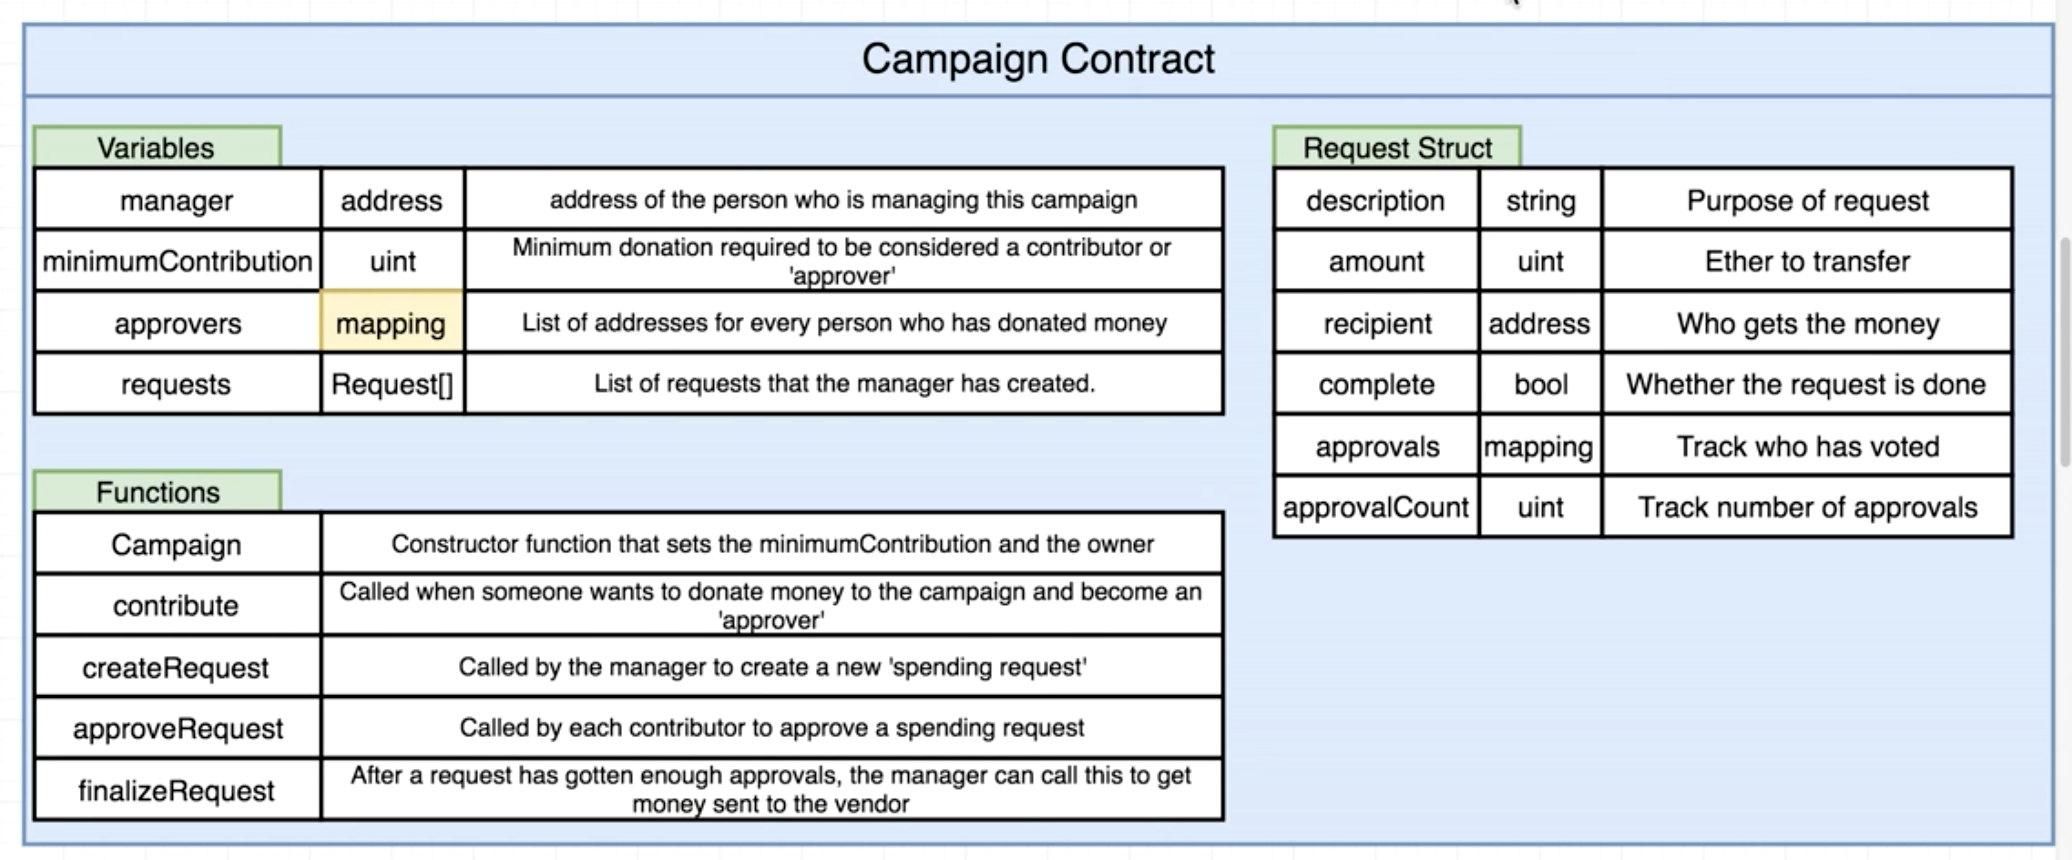 Campaign Contract
Variables
manager address address of the person who is managing this campaign
minimumContribution uint Minimum donation required to be considered a contributor or
'approver'
approvers mapping List of addresses for every person who has donated money
requests Request[] List of requests that the manager has created.
Functions
Campaign Constructor function that sets the minimumContribution and the owner
contribute Called when someone wants to donate money to the campaign and become an
'approver'
createRequest Called by the manager to create a new 'spending request'
approveRequest Called by each contributor to approve a spending request
finalizeRequest After a request has gotten enough approvals, the manager can call this to get
money sent to the vendor
Request Struct
description string Purpose of request
amount uint Ether to transfer
recipient address Who gets the money
complete bool Whether the request is done
approvals mapping Track who has voted
approvalCount uint Track number of approvals